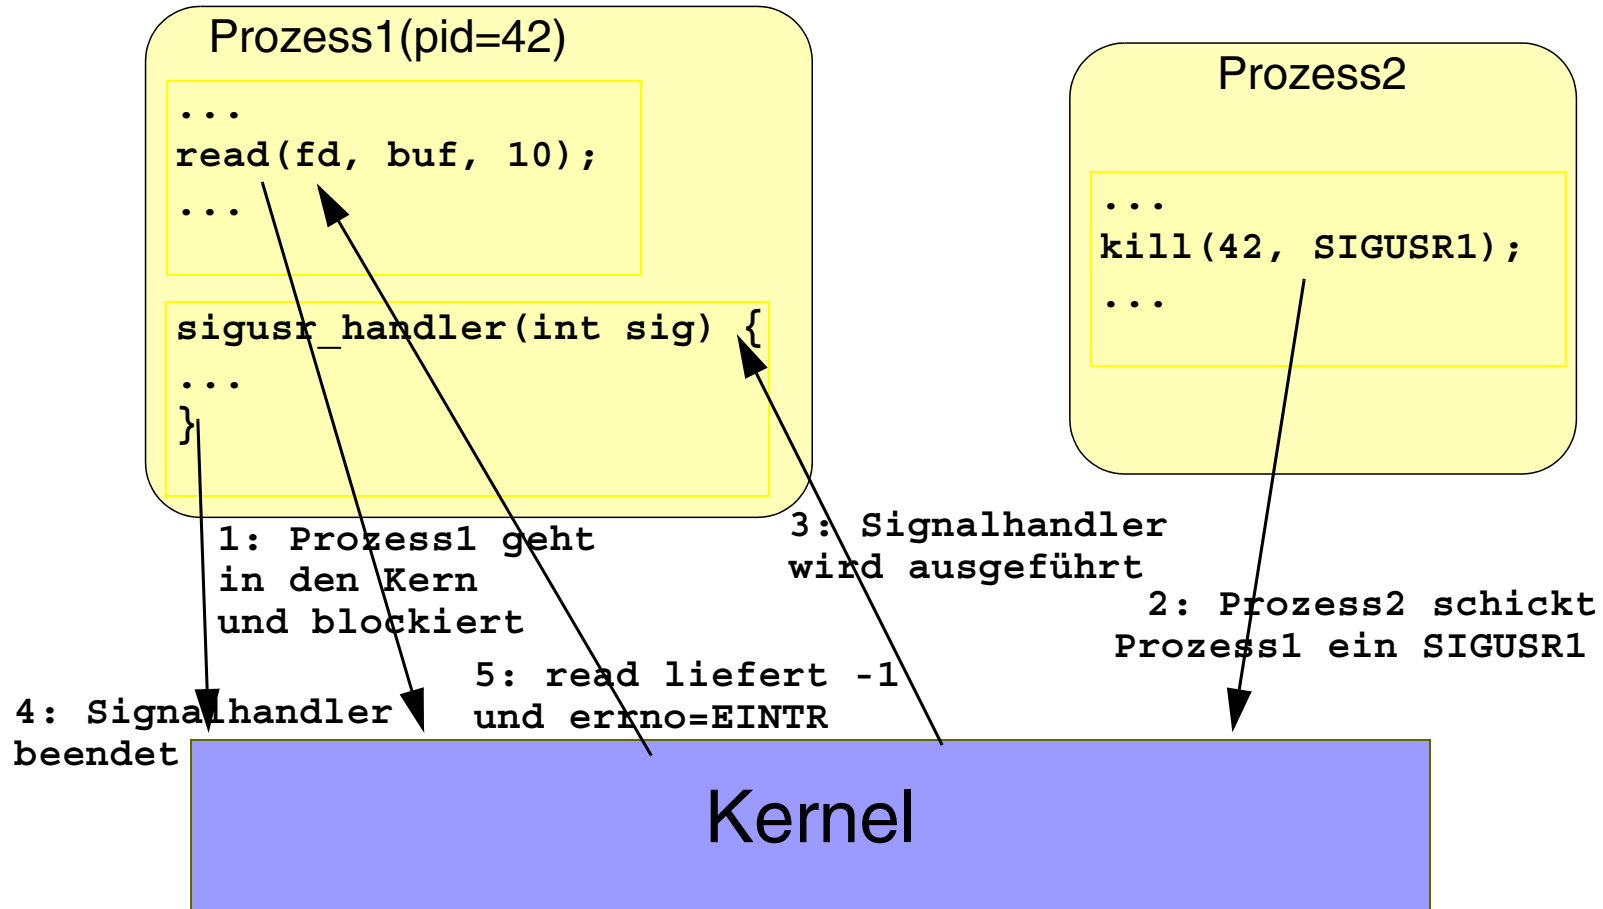 Prozess1(pid=42)
...
read(fd, buf, 10);
...
sigusr_handler(int sig) {
...
}
Prozess2
...
kill(42, SIGUSR1);
...
1: Prozess1 geht
in den Kern
und blockiert
3: Signalhandler
wird ausgeführt
2: Prozess2 schickt
Prozess1 ein SIGUSR1
5: read liefert -1
und errno=EINTR
4: Signalhandler
beendet
Kernel